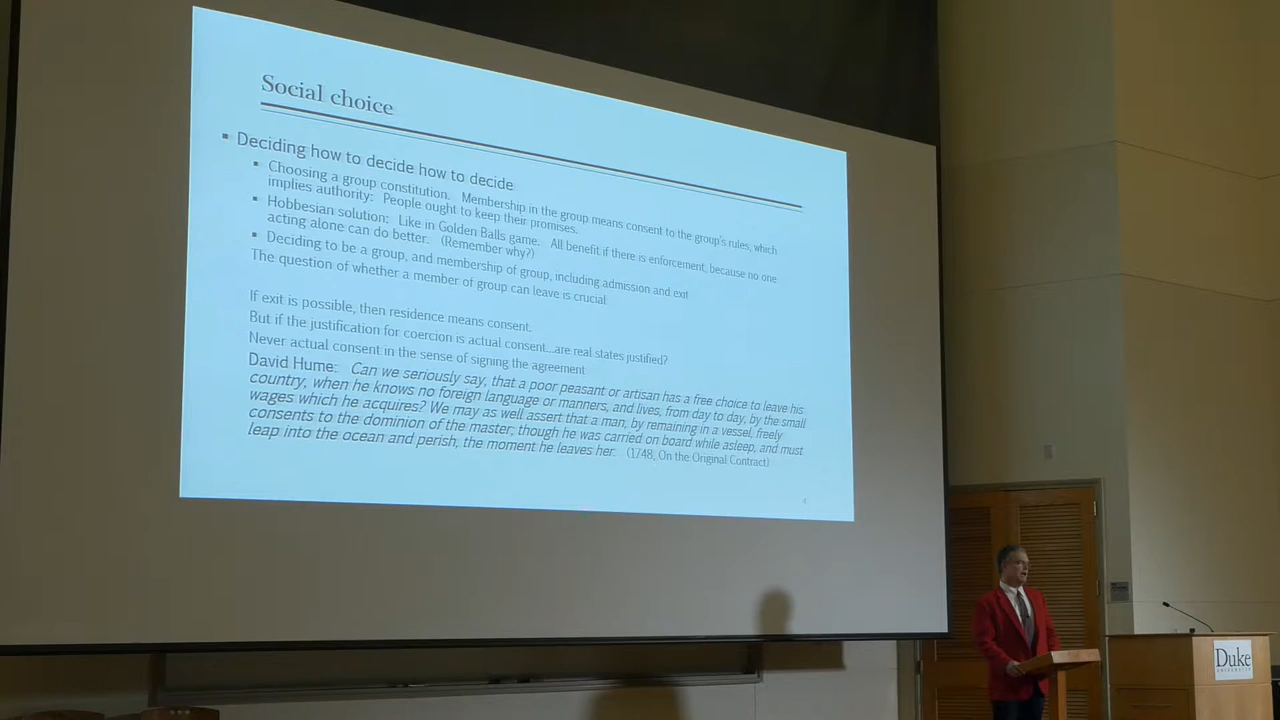 Social choice
Deciding how to decide how to decide
Choosing a group constitution. Membership in the group means consent to the group's rules, which
implies authority: People ought to keep their promises.
Hobbesian solution: Like in Golden Balls game. All benefit if there is enforcement, because no one
acting alone can do better. (Remember why?)
Deciding to be a group, and membership of group, including admission and exit
The question of whether a member of group can leave is crucial
If exit is possible, then residence means consent.
But if the justification for coercion is actual consent...are real states justified?
Never actual consent in the sense of signing the agreement
David Hume: Can we seriously say, that a poor peasant or artisan has a free choice to leave his
country, when he knows no foreign language or manners, and lives, from day to day, by the small
wages which he acquires? We may as well assert that a man, by remaining in a vessel, freely
consents to the dominion of the master; though he was carried on board while asleep, and must
leap into the ocean and perish, the moment he leaves her. (1748, On the Original Contract)
Duke
UNIVERSITY